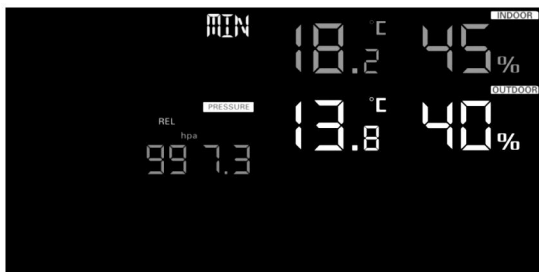 MIN
INDOOR
18.2 °C 45%
OUTDOOR
13.8 °C 40%
PRESSURE
REL
hpa
997.3